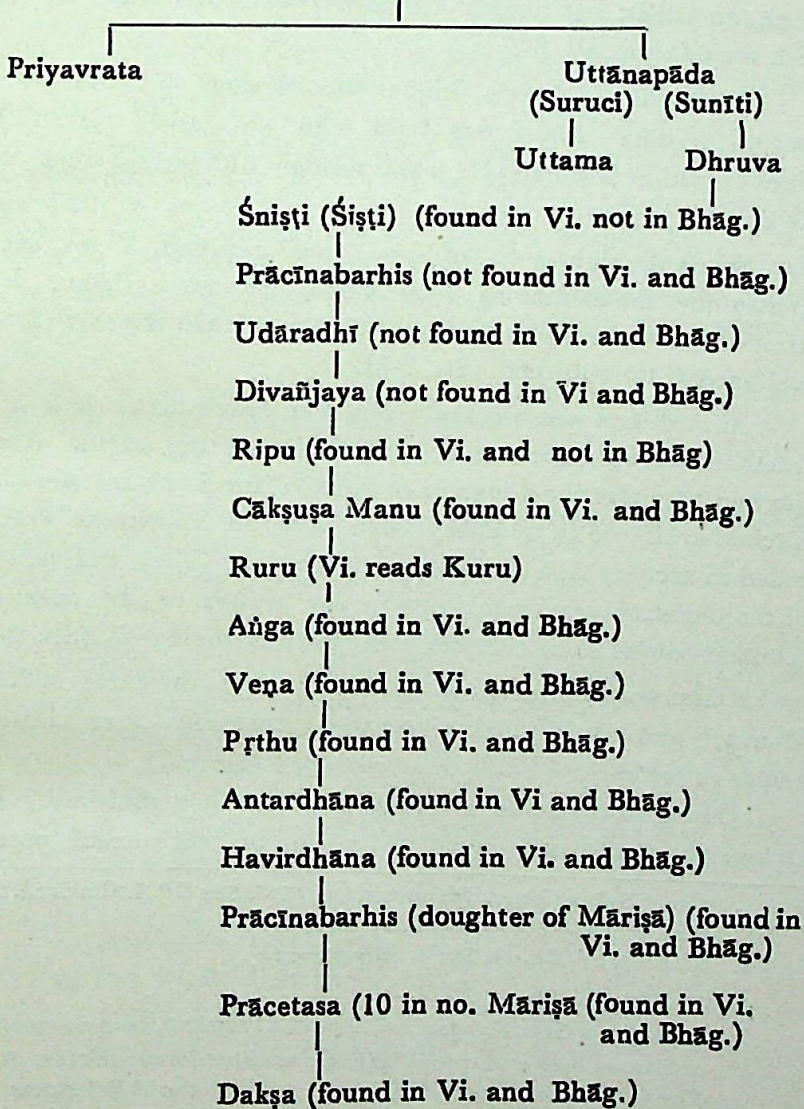 Priyavrata Uttānapāda
(Suruci) (Sunīti)
Uttama Dhruva
Śniṣṭi (Śiṣṭi) (found in Vi. not in Bhāg.)
Prācīnabarhis (not found in Vi. and Bhāg.)
Udāradhī (not found in Vi. and Bhāg.)
Divañjaya (not found in Vi and Bhāg.)
Ripu (found in Vi. and not in Bhāg)
Cākṣuṣa Manu (found in Vi. and Bhāg.)
Ruru (Vi. reads Kuru)
Aṅga (found in Vi. and Bhāg.)
Veṇa (found in Vi. and Bhāg.)
Pṛthu (found in Vi. and Bhāg.)
Antardhāna (found in Vi and Bhāg.)
Havirdhāna (found in Vi. and Bhāg.)
Prācīnabarhis (doughter of Māriṣā) (found in
Vi. and Bhāg.)
Prācetasa (10 in no. Māriṣā (found in Vi.
and Bhāg.)
Dakṣa (found in Vi. and Bhāg.)